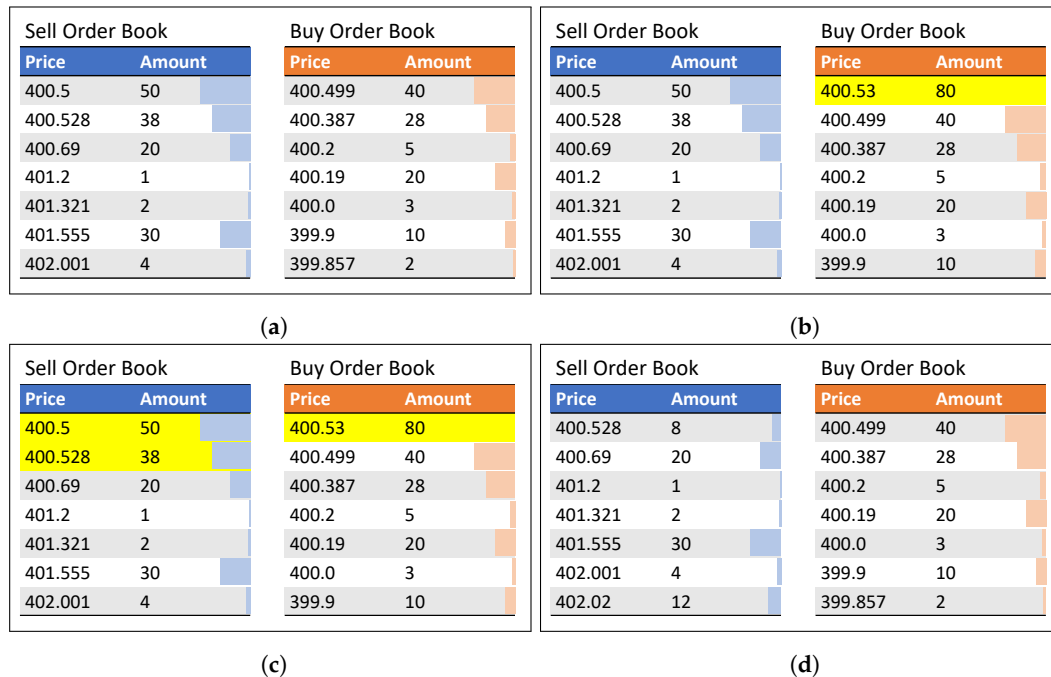 Sell Order Book Buy Order Book
Price Amount Price Amount
400.5 50 400.499 40
400.528 38 400.387 28
400.69 20 400.2 5
401.2 1 400.19 20
401.321 2 400.0 3
401.555 30 399.9 10
402.001 4 399.857 2
(a)
Sell Order Book Buy Order Book
Price Amount Price Amount
400.5 50 400.53 80
400.528 38 400.499 40
400.69 20 400.387 28
401.2 1 400.2 5
401.321 2 400.19 20
401.555 30 400.0 3
402.001 4 399.9 10
(b)
Sell Order Book Buy Order Book
Price Amount Price Amount
400.5 50 400.53 80
400.528 38 400.499 40
400.69 20 400.387 28
401.2 1 400.2 5
401.321 2 400.19 20
401.555 30 400.0 3
402.001 4 399.9 10
(c)
Sell Order Book Buy Order Book
Price Amount Price Amount
400.528 8 400.499 40
400.69 20 400.387 28
401.2 1 400.2 5
401.321 2 400.19 20
401.555 30 400.0 3
402.001 4 399.9 10
402.02 12 399.857 2
(d)